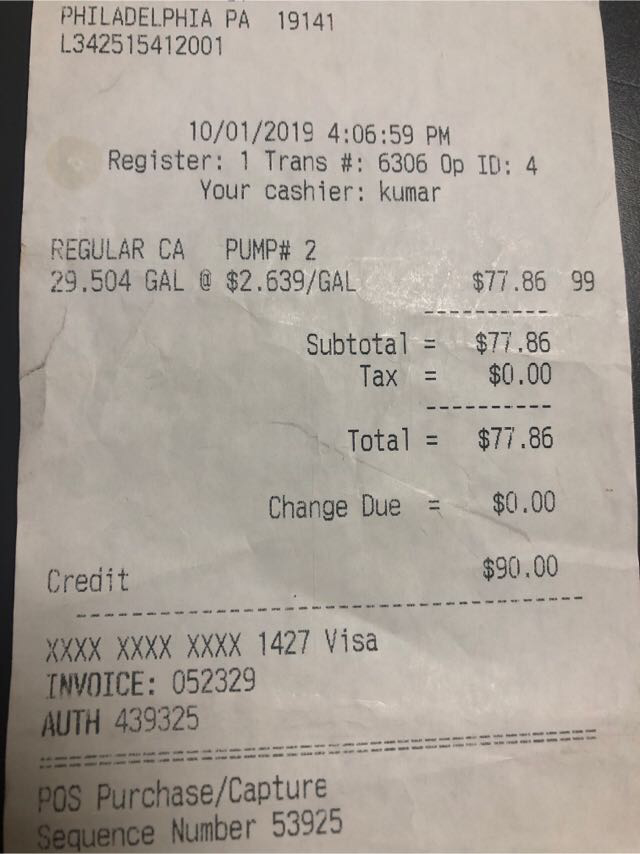 PHILADELPHIA PA 19141
L342515412001
10/01/2019 4:06:59 PM
Register: 1 Trans #: 6306 Op ID: 4
Your cashier: kumar
REGULAR CA PUMP# 2
29.504 GAL @ $2.639/GAL $77.86 99
----------
Subtotal = $77.86
Tax = $0.00
----------
Total = $77.86
Change Due = $0.00
Credit $90.00
XXXX XXXX XXXX 1427 Visa
INVOICE: 052329
AUTH 439325
POS Purchase/Capture
Sequence Number 53925